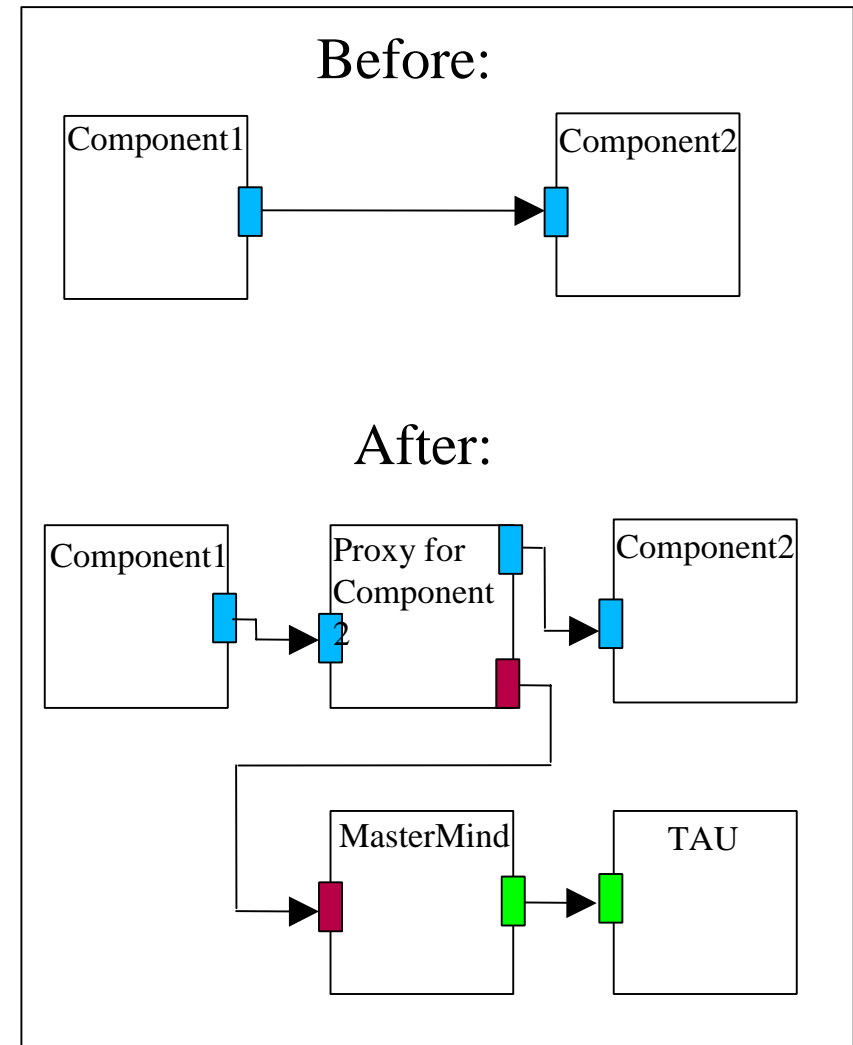 Before:
Component1
Component2
After:
Component1
Proxy for
Component
2
Component2
MasterMind
TAU